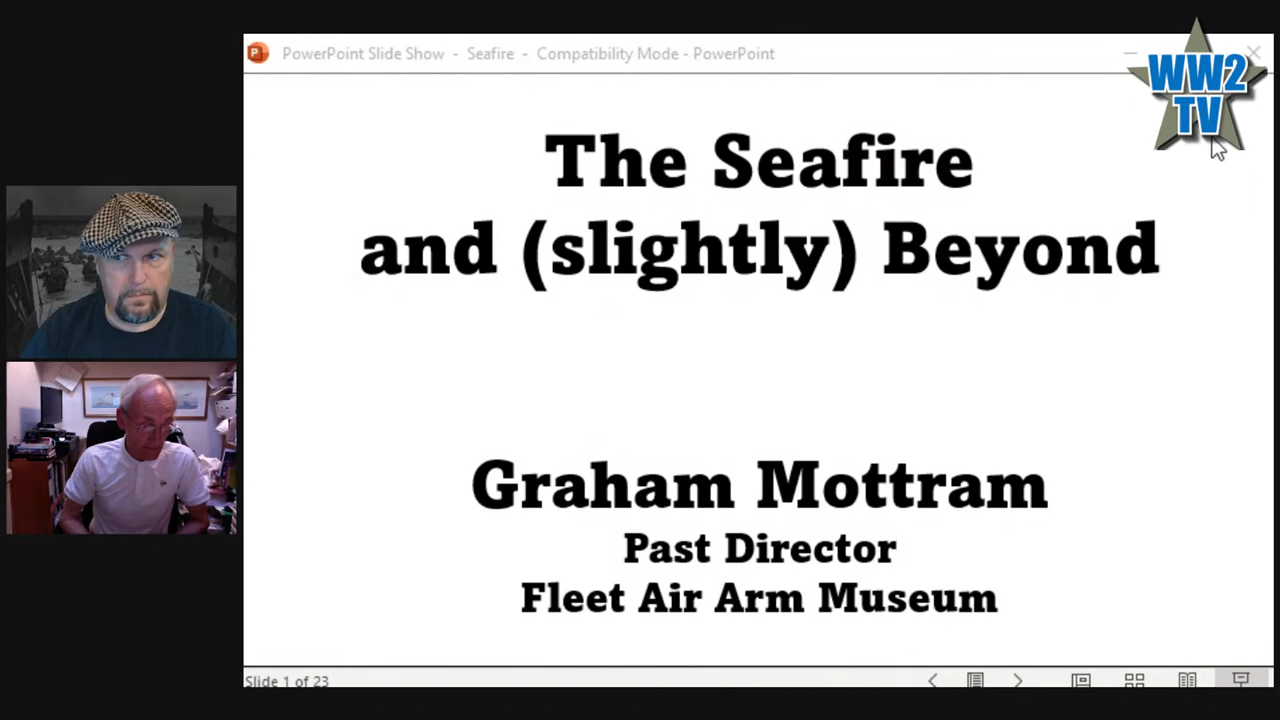 PowerPoint Slide Show - Seafire - Compatibility Mode - PowerPoint
WW2
TV
The Seafire
and (slightly) Beyond
Graham Mottram
Past Director
Fleet Air Arm Museum
Slide 1 of 23